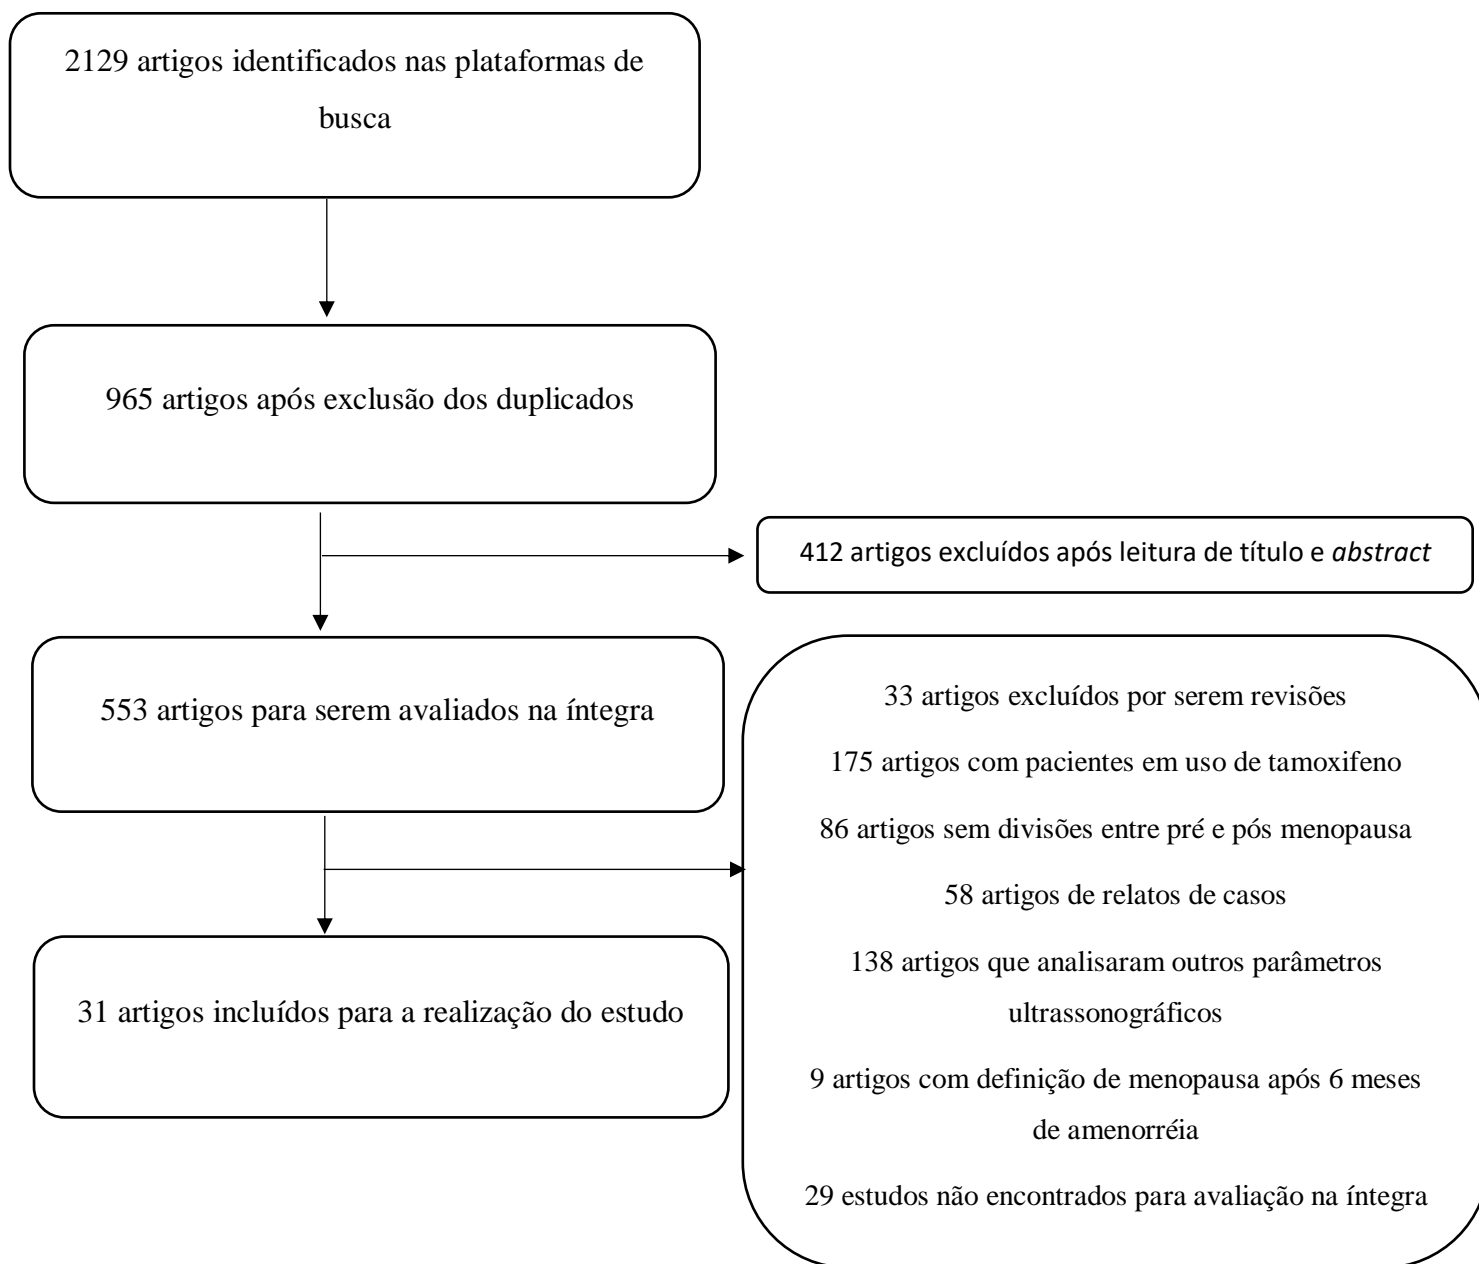 2129 artigos identificados nas plataformas de
busca
965 artigos após exclusão dos duplicados
412 artigos excluídos após leitura de título e abstract
553 artigos para serem avaliados na íntegra
33 artigos excluídos por serem revisões
175 artigos com pacientes em uso de tamoxifeno
86 artigos sem divisões entre pré e pós menopausa
58 artigos de relatos de casos
138 artigos que analisaram outros parâmetros
ultrassonográficos
9 artigos com definição de menopausa após 6 meses
de amenorréia
29 estudos não encontrados para avaliação na íntegra
31 artigos incluídos para a realização do estudo